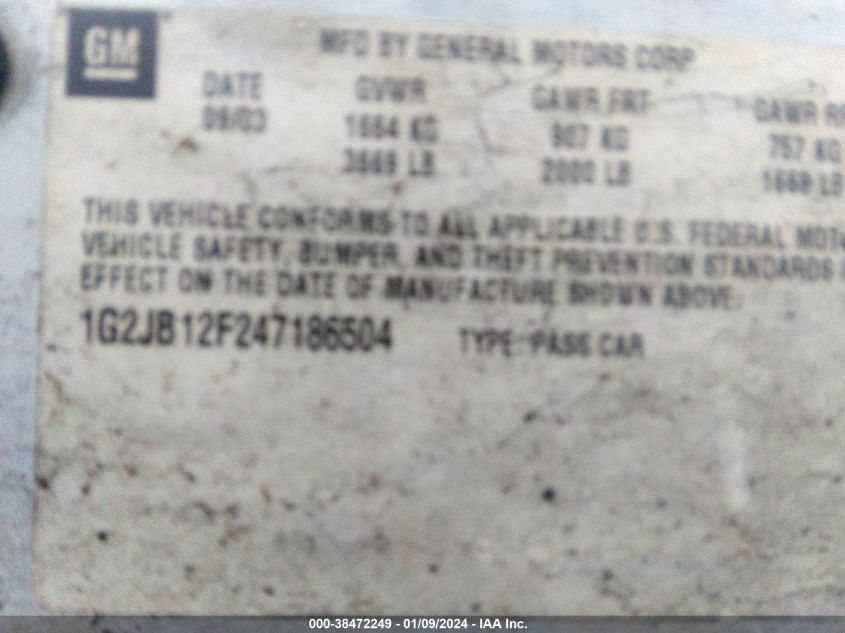 GM
MFD BY GENERAL MOTORS CORP
DATE GVWR GAWR FRT GAWR RR
09/03 1664 KG 907 KG 757 KG
3669 LB 2000 LB 1669 LB
THIS VEHICLE CONFORMS TO ALL APPLICABLE U.S. FEDERAL MOTO
VEHICLE SAFETY, BUMPER, AND THEFT PREVENTION STANDARDS I
EFFECT ON THE DATE OF MANUFACTURE SHOWN ABOVE.
1G2JB12F247186504 TYPE: PASS CAR
000-38472249 - 01/09/2024 - IAA Inc.